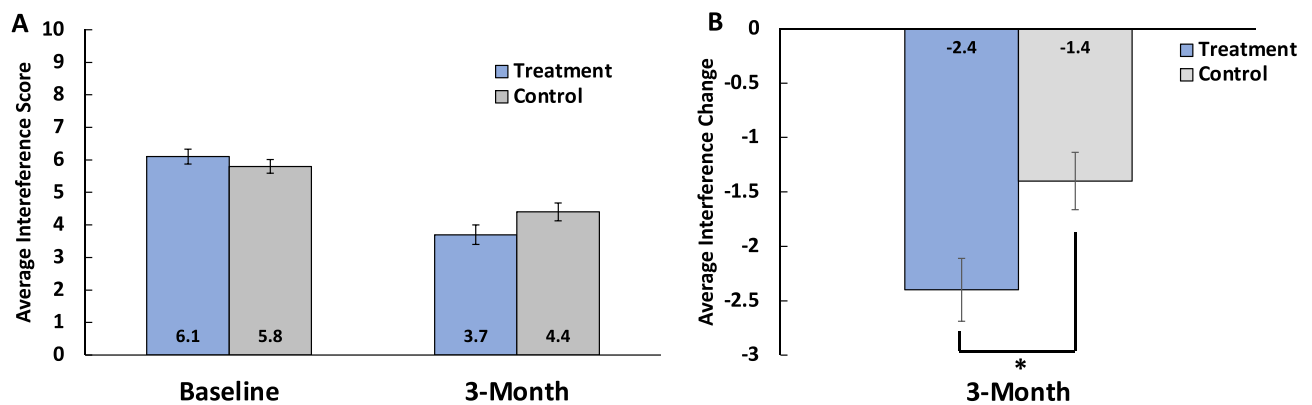 A
Average Intereference Score
10
9
8
7
6
5
4
3
2
1
0
Treatment
Control
6.1
5.8
3.7
4.4
Baseline
3-Month
B
Average Interference Change
0
-0.5
-1
-1.5
-2
-2.5
-3
-2.4
-1.4
Treatment
Control
*
3-Month